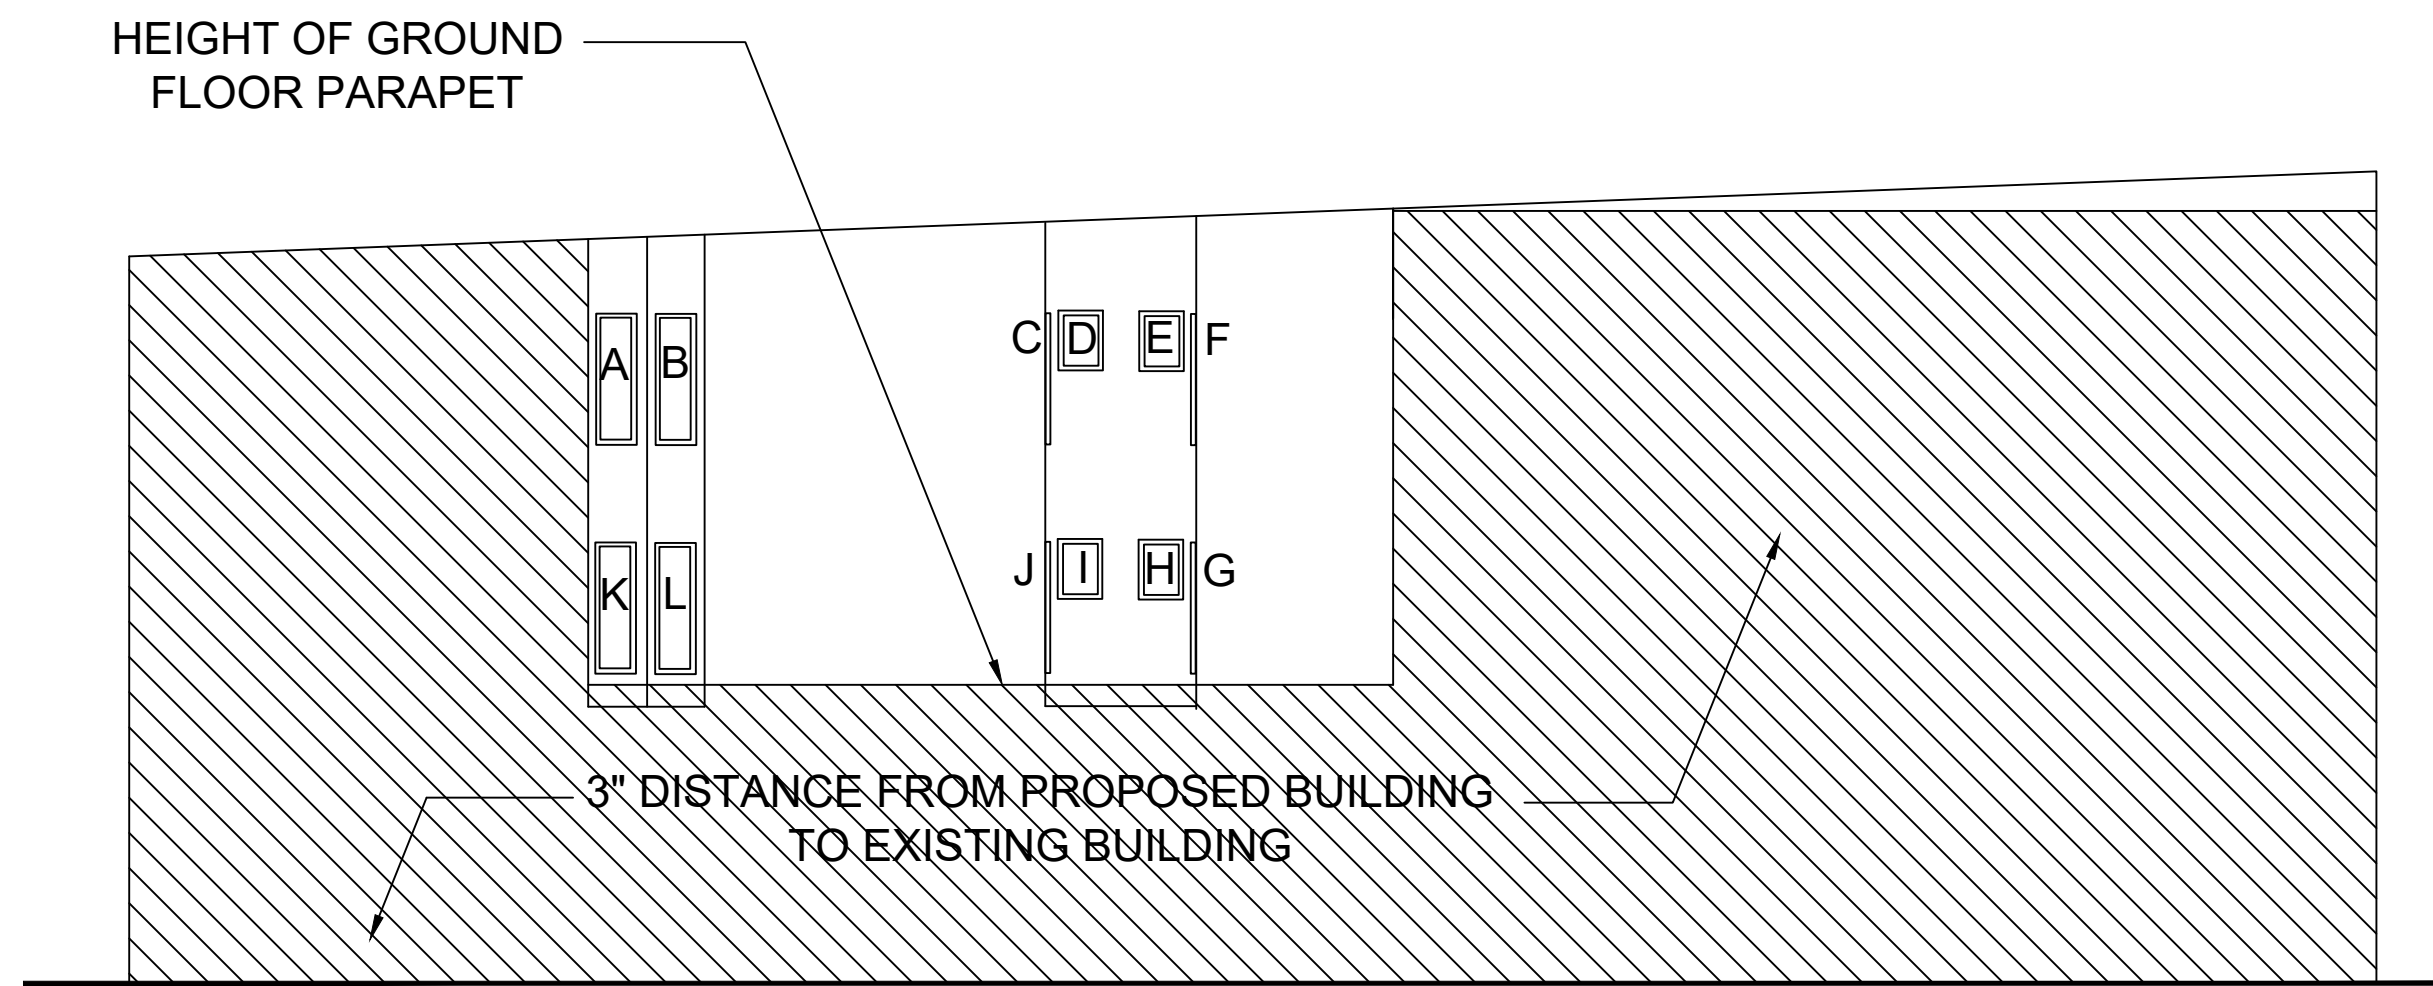 HEIGHT OF GROUND
FLOOR PARAPET
A
B
C
D
E
F
K
L
J
I
H
G
3" DISTANCE FROM PROPOSED BUILDING
TO EXISTING BUILDING